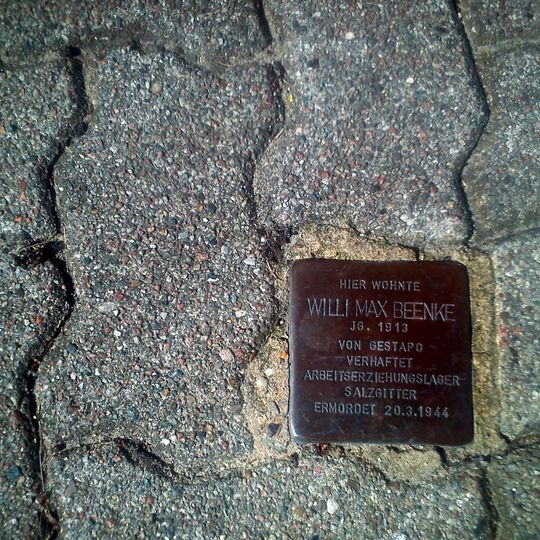 HIER WOHNTE
WILLI MAX BEENKE
JG. 1913
VON GESTAPO
VERHAFTET
ARBEITSERZIEHUNGSLAGER
SALZGITTER
ERMORDET 20.3.1944